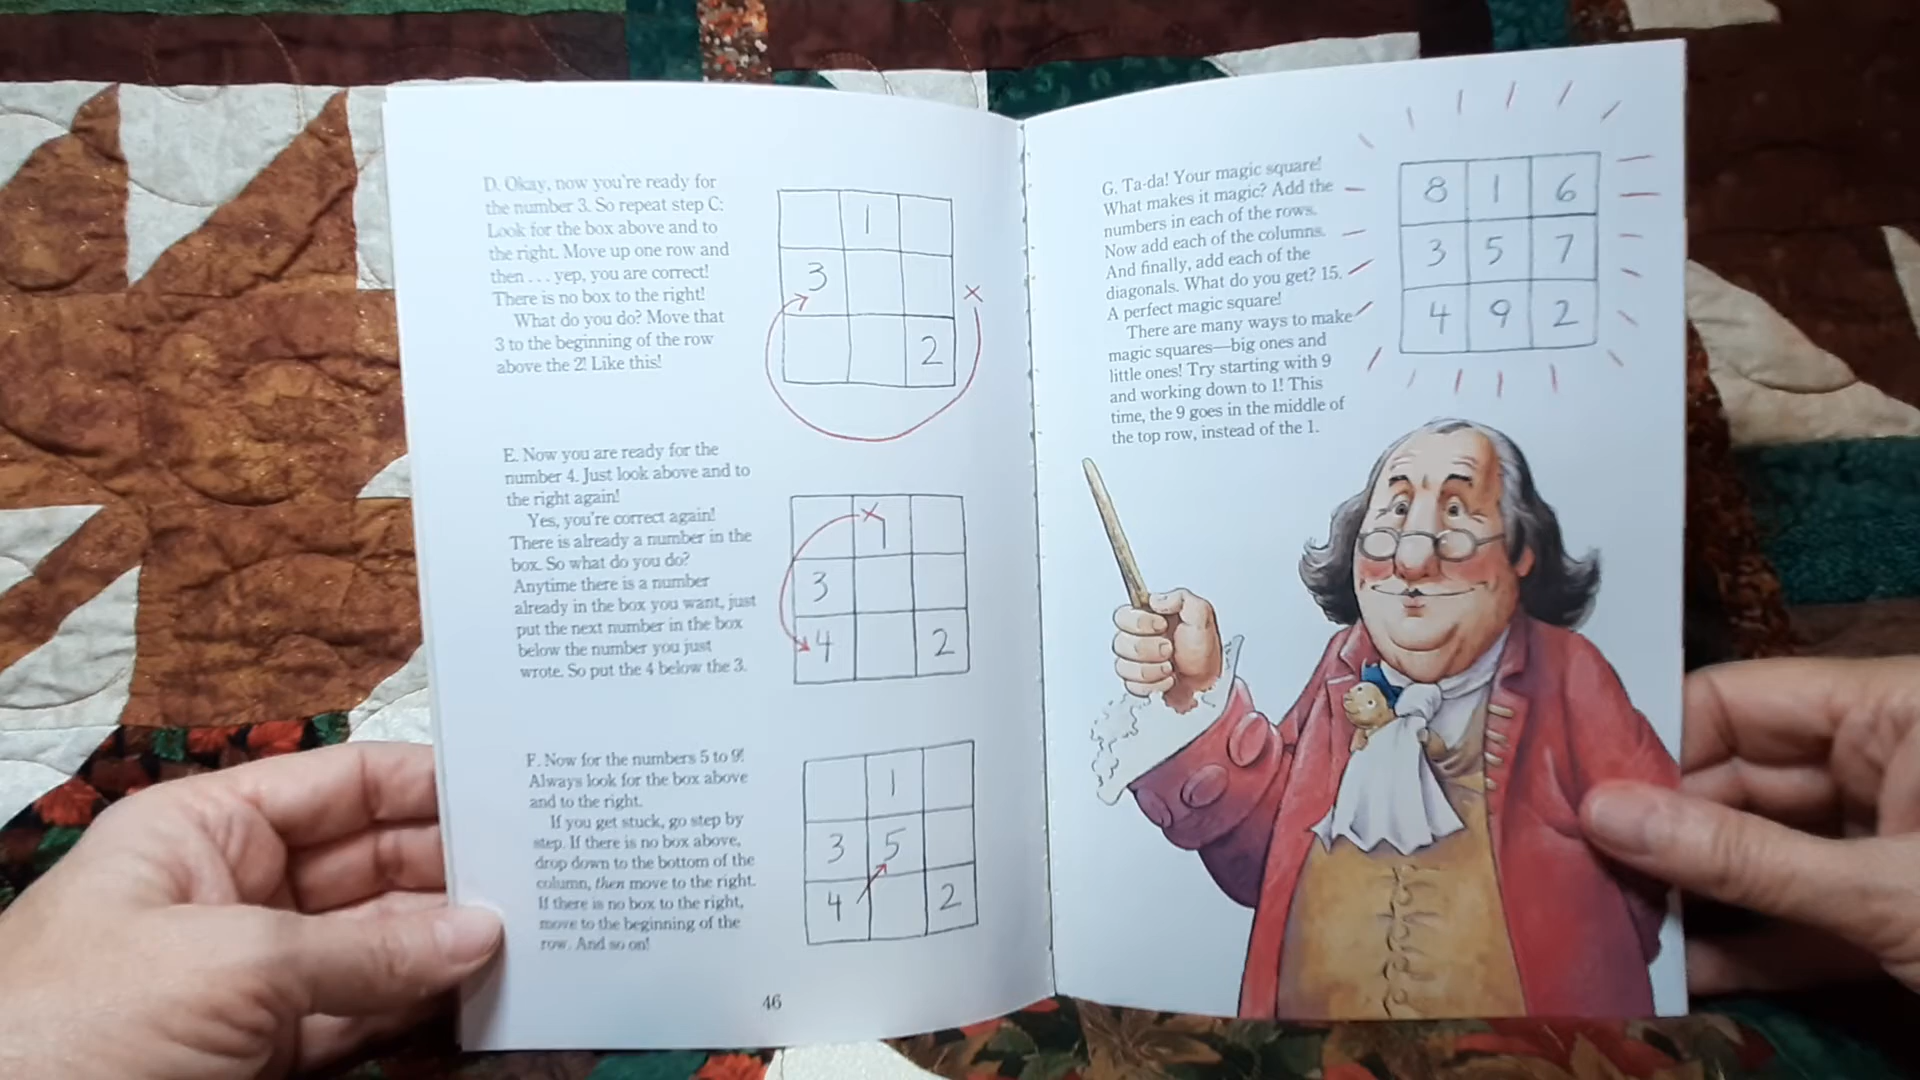 D. Okay, now you're ready for
the number 3. So repeat step C:
Look for the box above and to
the right. Move up one row and
then . . . yep, you are correct!
There is no box to the right!
What do you do? Move that
3 to the beginning of the row
above the 2! Like this!
1
3
×
2
E. Now you are ready for the
number 4. Just look above and to
the right again!
Yes, you're correct again!
There is already a number in the
box. So what do you do?
Anytime there is a number
already in the box you want, just
put the next number in the box
below the number you just
wrote. So put the 4 below the 3.
× 1
3
4 2
F. Now for the numbers 5 to 9!
Always look for the box above
and to the right.
If you get stuck, go step by
step. If there is no box above,
drop down to the bottom of the
column, then move to the right.
If there is no box to the right,
move to the beginning of the
row. And so on!
1
3 5
4 2
46
G. Ta-da! Your magic square!
What makes it magic? Add the
numbers in each of the rows.
Now add each of the columns.
And finally, add each of the
diagonals. What do you get? 15.
A perfect magic square!
There are many ways to make
magic squares—big ones and
little ones! Try starting with 9
and working down to 1! This
time, the 9 goes in the middle of
the top row, instead of the 1.
8 1 6
3 5 7
4 9 2